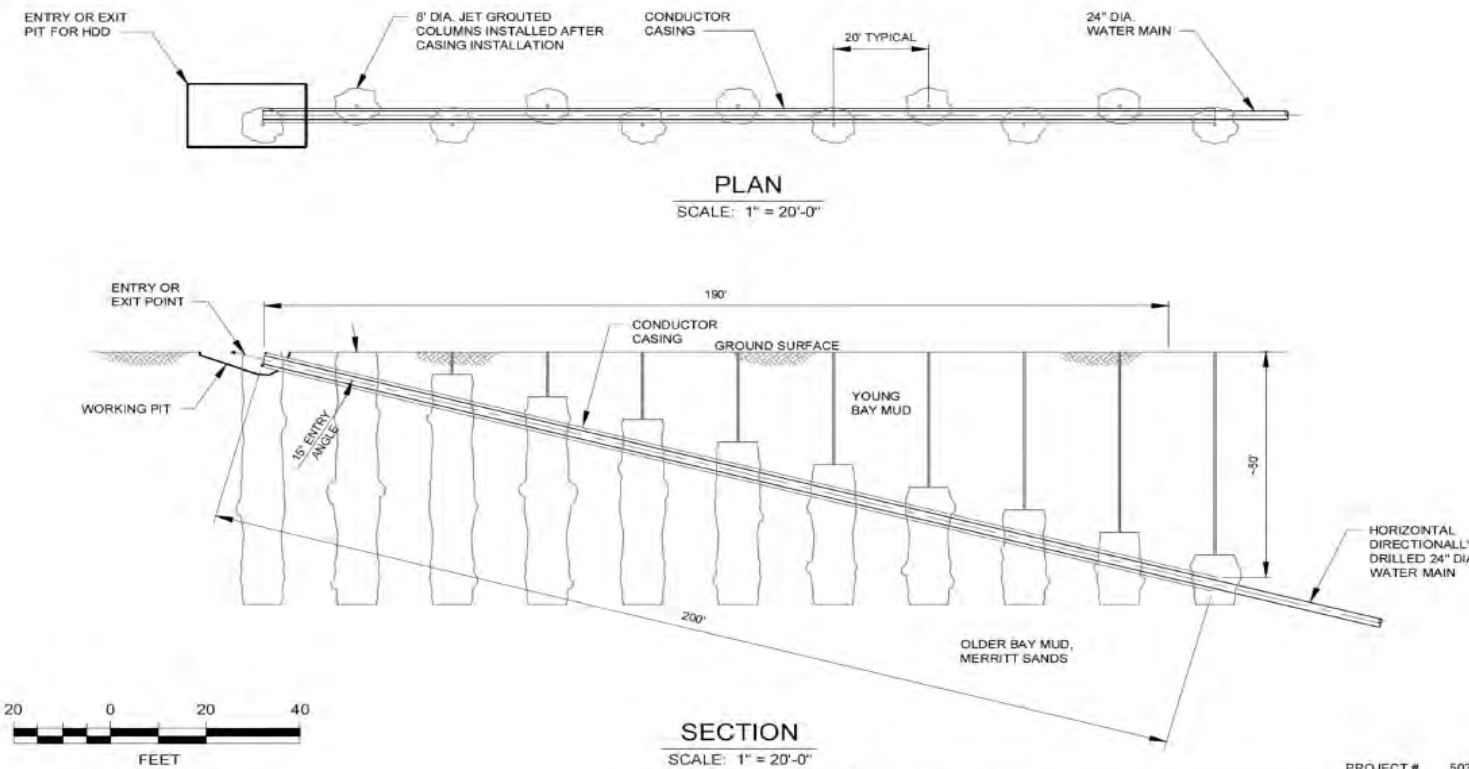 ENTRY OR EXIT
PIT FOR HDD
8' DIA. JET GROUTED
COLUMNS INSTALLED AFTER
CASING INSTALLATION
CONDUCTOR
CASING
20' TYPICAL
24" DIA.
WATER MAIN
PLAN
SCALE: 1" = 20'-0"
ENTRY OR
EXIT POINT
190'
CONDUCTOR
CASING
GROUND SURFACE
WORKING PIT
15° ENTRY
ANGLE
YOUNG
BAY MUD
HORIZONTAL
DIRECTIONALLY
DRILLED 24" DIA
WATER MAIN
200'
OLDER BAY MUD,
MERRITT SANDS
20 0 20 40
FEET
SECTION
SCALE: 1" = 20'-0"
PROJECT #